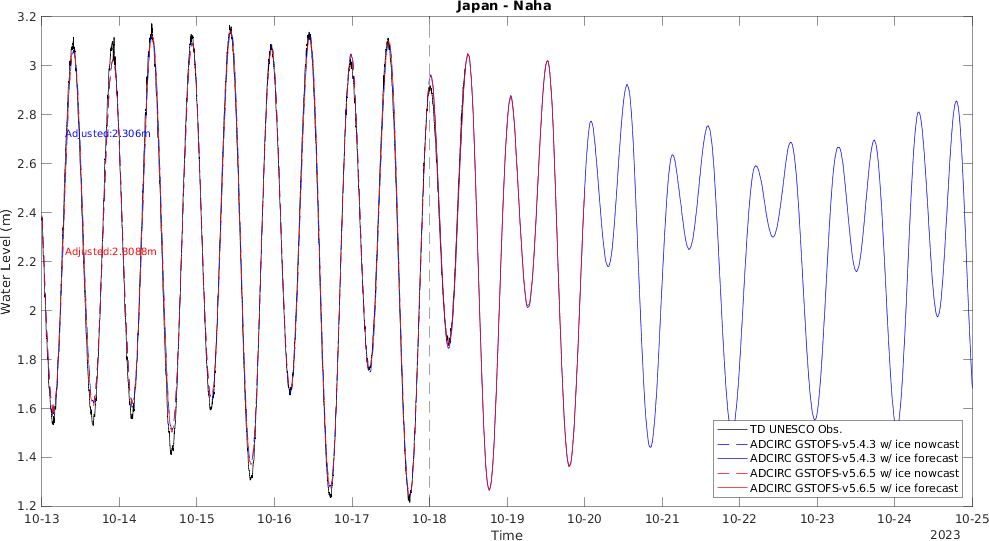 Japan - Naha
3.2
3
2.8
2.6
2.4
2.2
2
1.8
1.6
1.4
1.2
Water Level (m)
Adjusted:2.306m
Adjusted:2.3088m
TD UNESCO Obs.
ADCIRC GSTOFS-v5.4.3 w/ ice nowcast
ADCIRC GSTOFS-v5.4.3 w/ ice forecast
ADCIRC GSTOFS-v5.6.5 w/ ice nowcast
ADCIRC GSTOFS-v5.6.5 w/ ice forecast
10-13 10-14 10-15 10-16 10-17 10-18 10-19 10-20 10-21 10-22 10-23 10-24 10-25
Time
2023